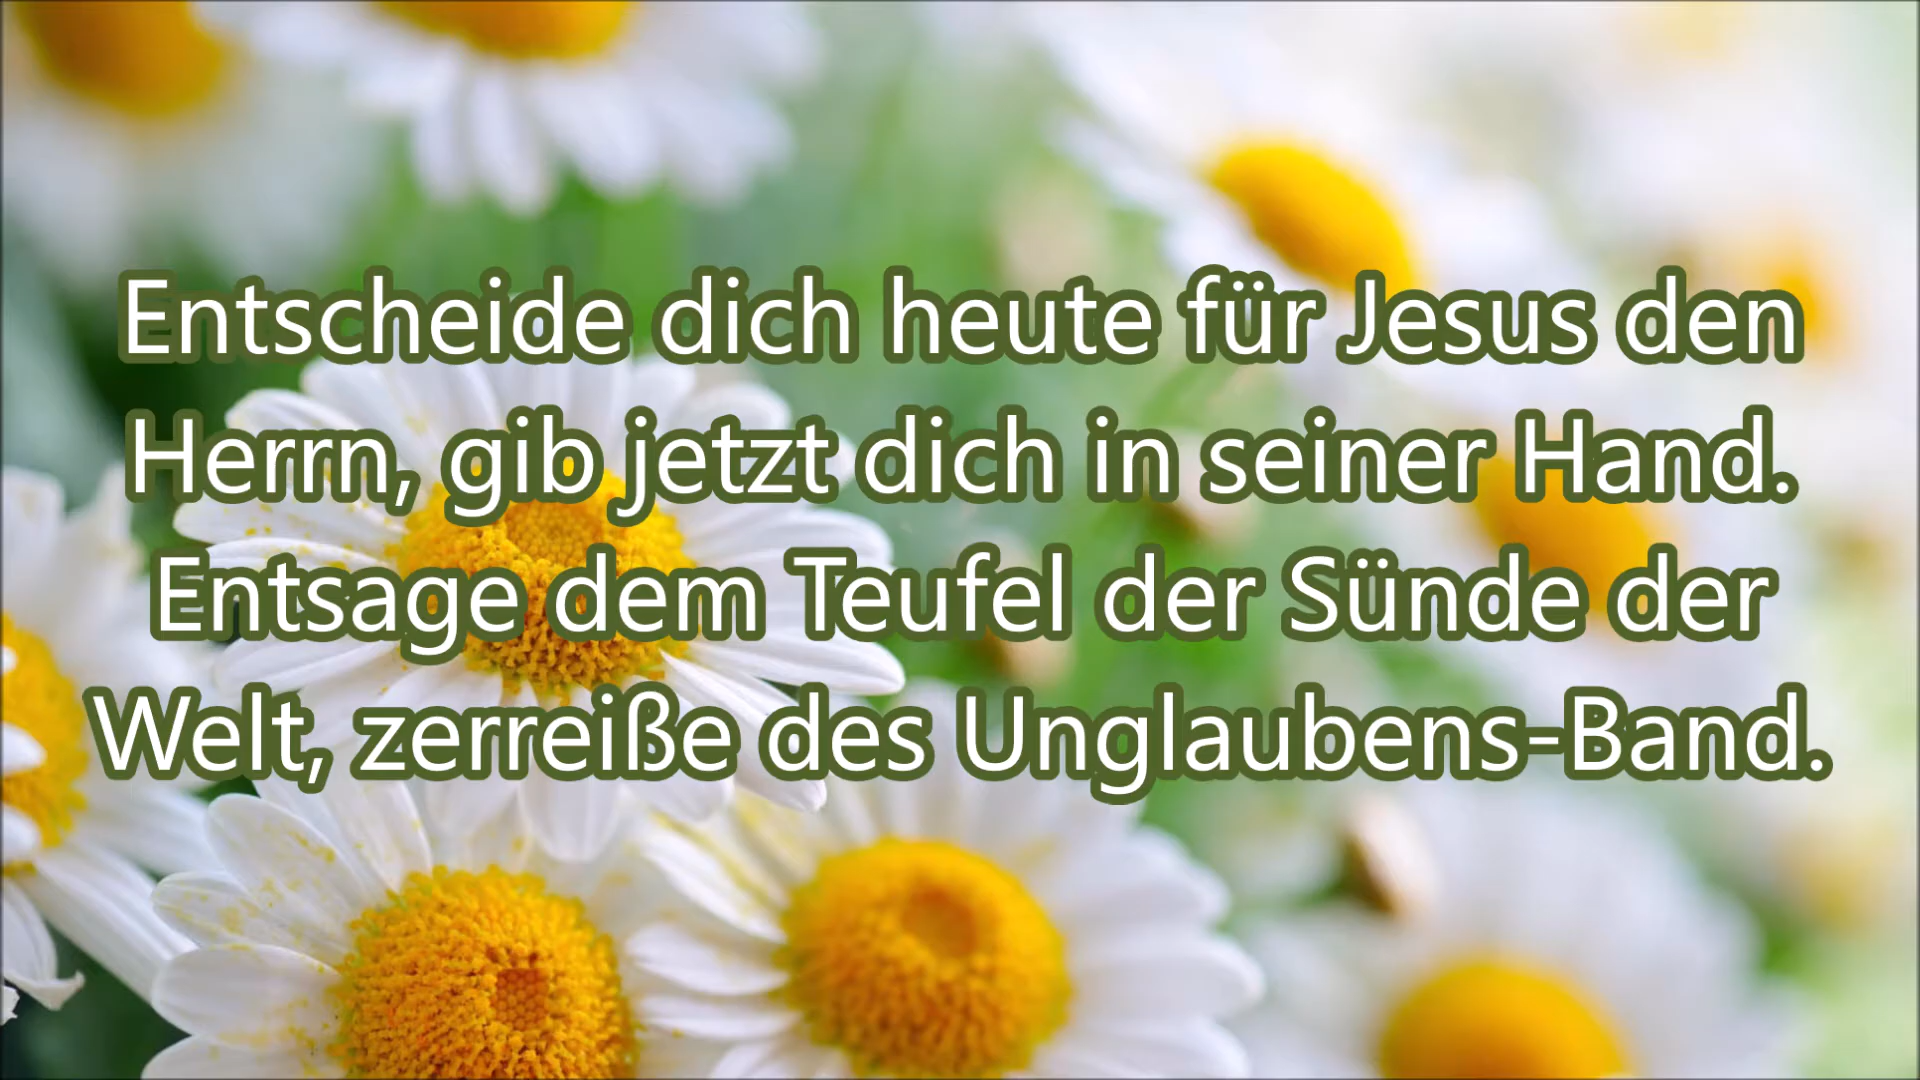 Entscheide dich heute für Jesus den
Herrn, gib jetzt dich in seiner Hand.
Entsage dem Teufel der Sünde der
Welt, zerreiße des Unglaubens-Band.